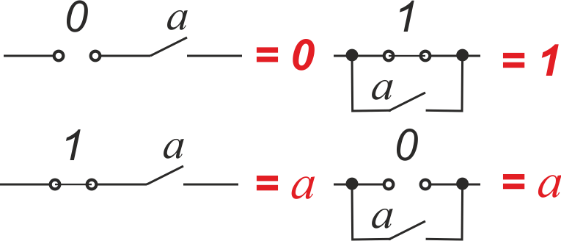 0 a = 0
1 a = 1
1 a = a
0 a = a